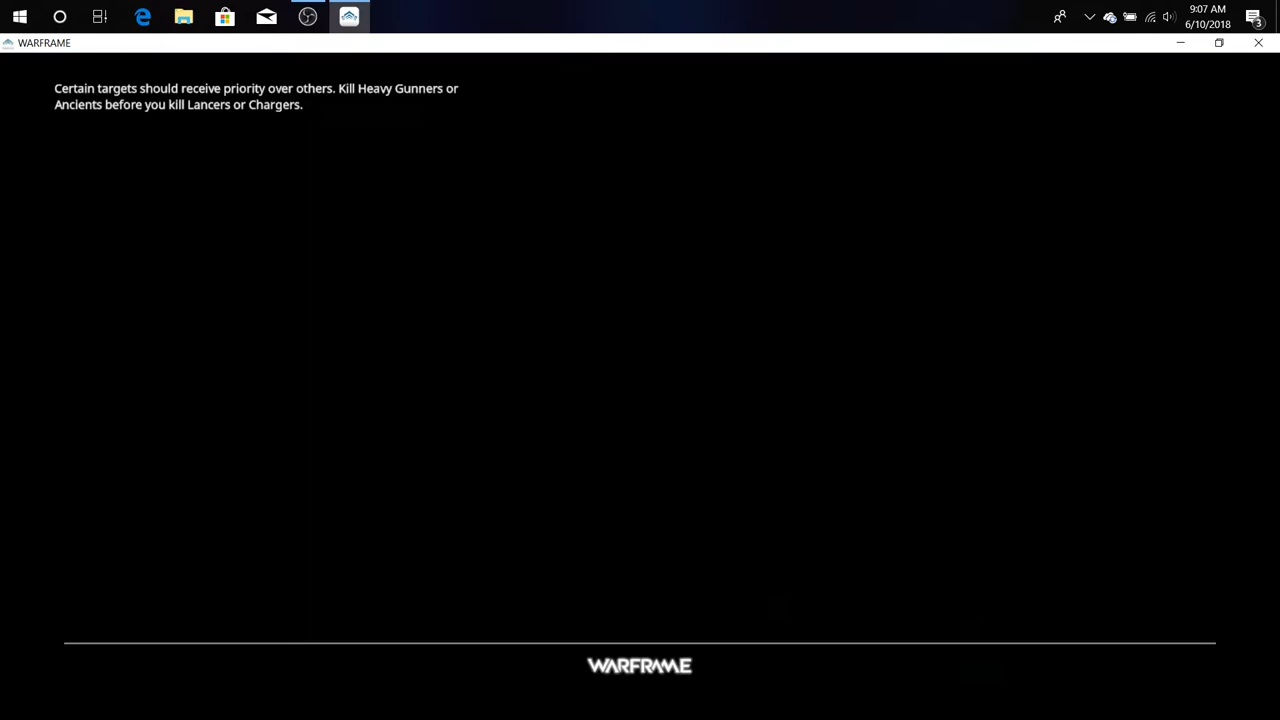 9:07 AM
6/10/2018
3
WARFRAME
Certain targets should receive priority over others. Kill Heavy Gunners or
Ancients before you kill Lancers or Chargers.
WARFRAME